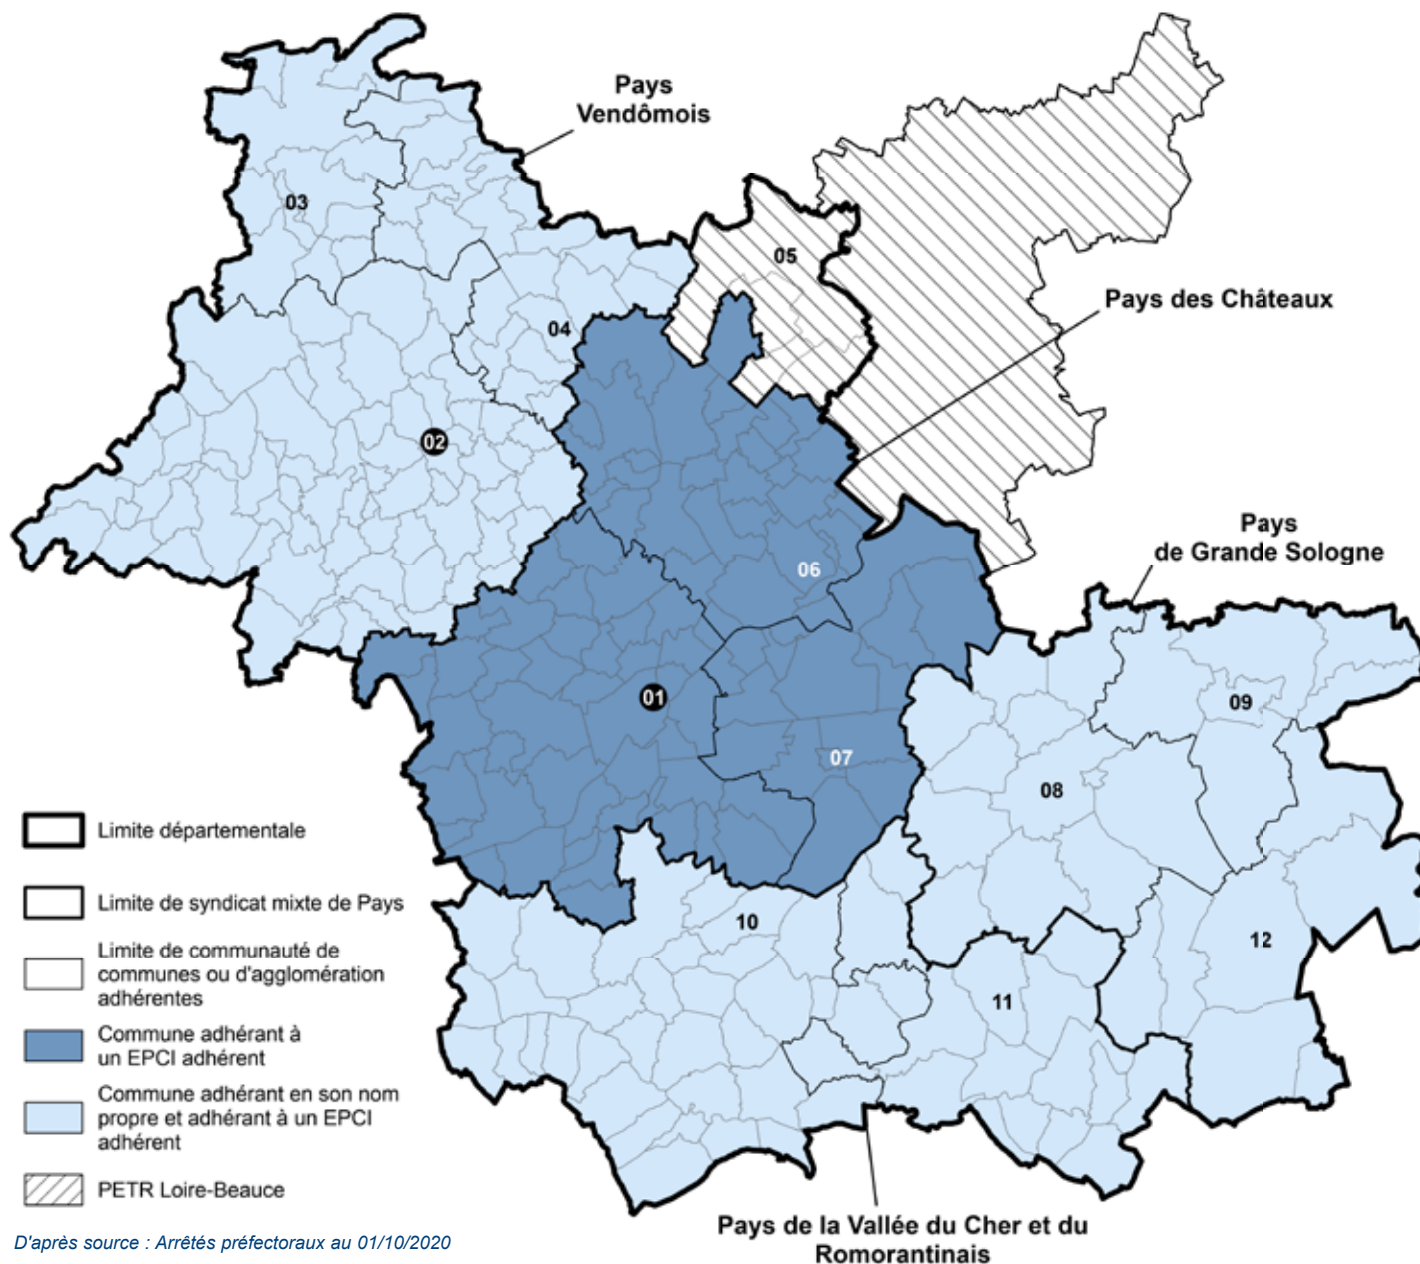 Pays
Vendômois
03
05
Pays des Châteaux
04
02
Pays
de Grande Sologne
06
01
09
07
08
Limite départementale
Limite de syndicat mixte de Pays
10
12
Limite de communauté de
communes ou d'agglomération
adhérentes
11
Commune adhérant à
un EPCI adhérent
Commune adhérant en son nom
propre et adhérant à un EPCI
adhérent
PETR Loire-Beauce
Pays de la Vallée du Cher et du
Romorantinais
D'après source : Arrêtés préfectoraux au 01/10/2020